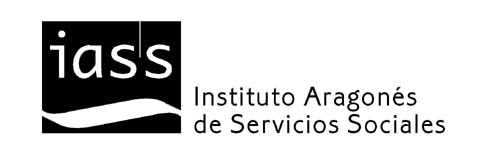 iass
Instituto Aragonés
de Servicios Sociales